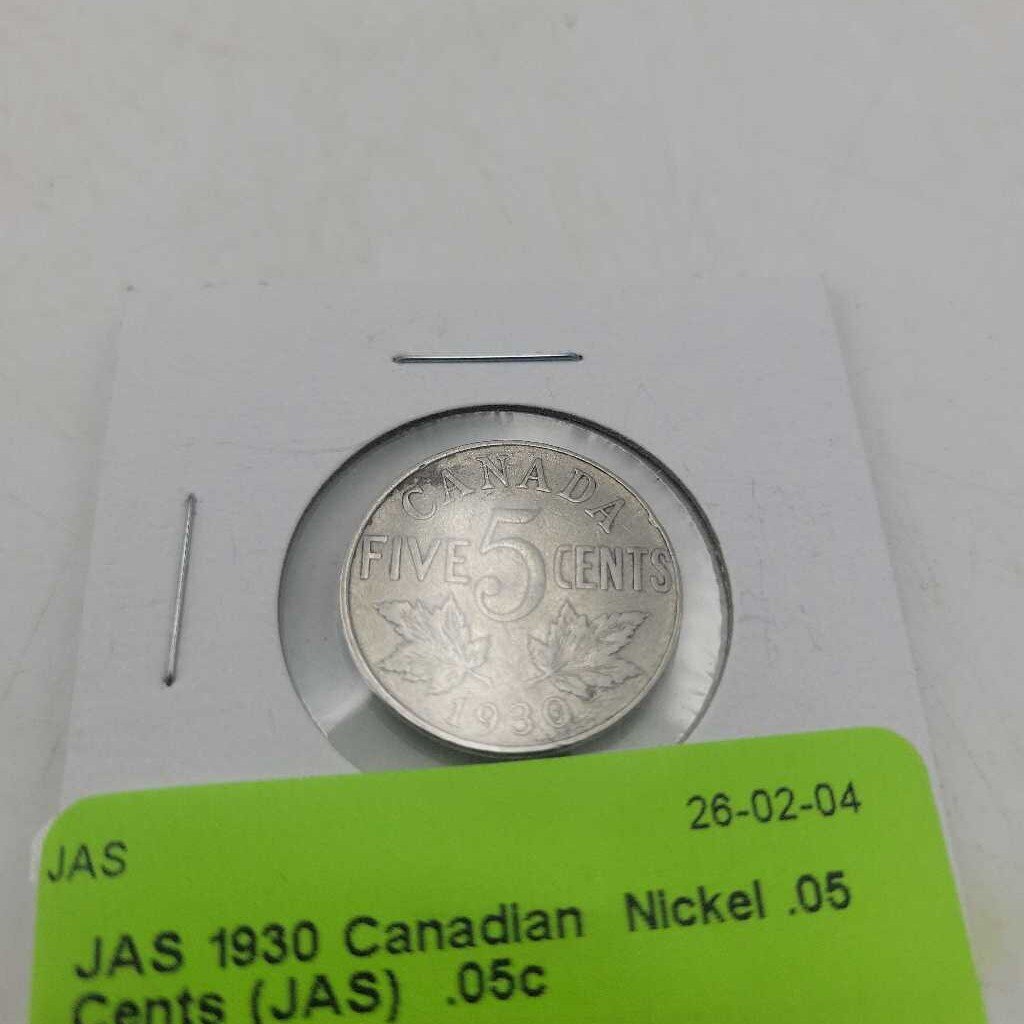 CANADA
FIVE 5 CENTS
1930
26-02-04
JAS
JAS 1930 Canadian Nickel .05
Cents (JAS) .05c